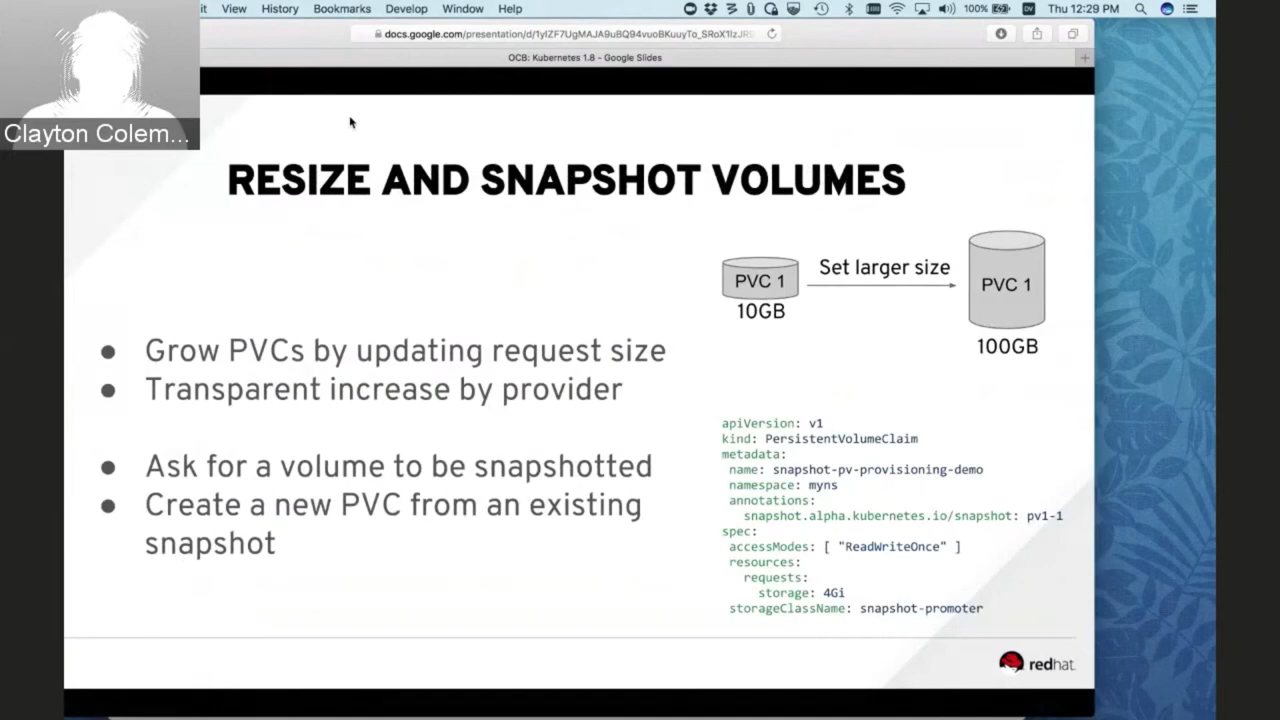 it View History Bookmarks Develop Window Help 100% DV Thu 12:29 PM
docs.google.com/presentation/d/
OCB: Kubernetes 1.8 - Google Slides
Clayton Colem...
RESIZE AND SNAPSHOT VOLUMES
Set larger size
PVC 1
PVC 1
10GB
100GB
● Grow PVCs by updating request size
● Transparent increase by provider
● Ask for a volume to be snapshotted
● Create a new PVC from an existing
snapshot
apiVersion: v1
kind: PersistentVolumeClaim
metadata:
name: snapshot-pv-provisioning-demo
namespace: myns
annotations:
snapshot.alpha.kubernetes.io/snapshot: pv1-1
spec:
accessModes: [ "ReadWriteOnce" ]
resources:
requests:
storage: 4Gi
storageClassName: snapshot-promoter
redhat.